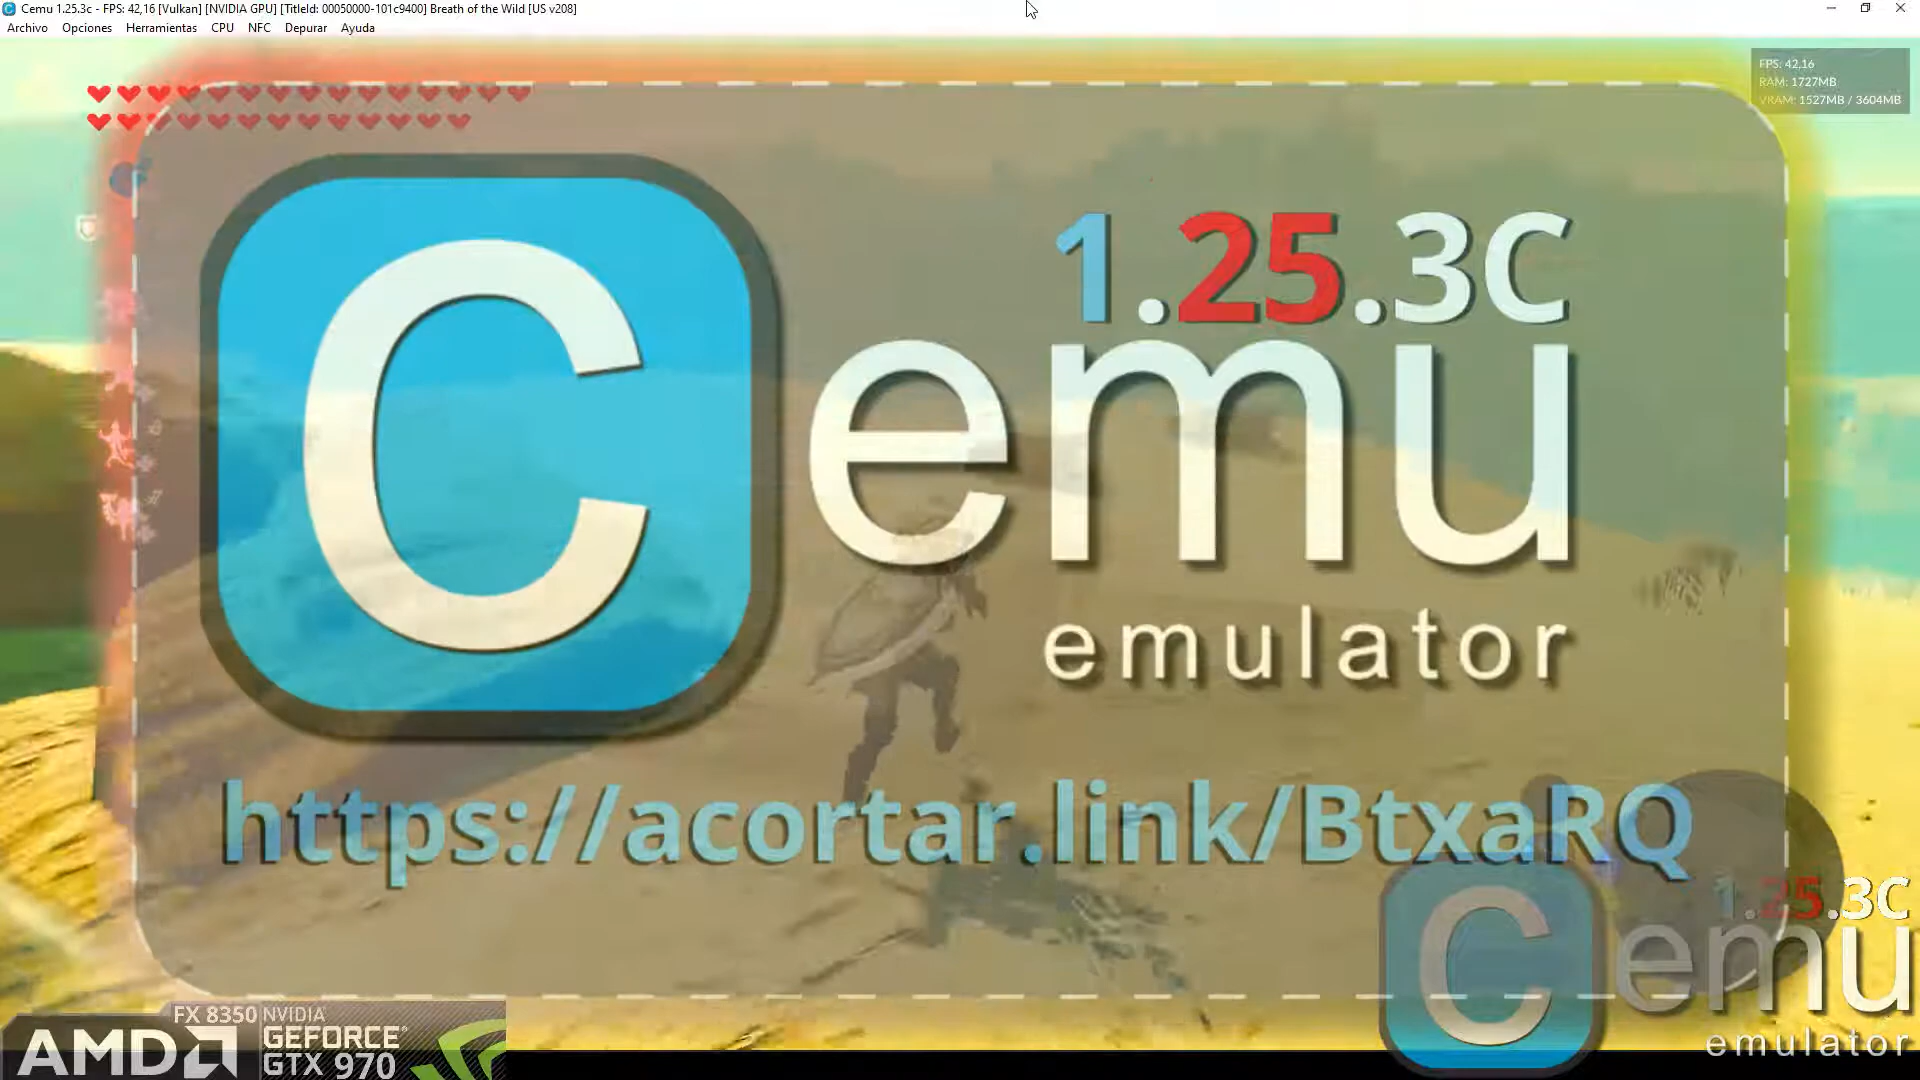 Cemu 1.25.3c - FPS: 42,16 [Vulkan] [NVIDIA GPU] [TitleId: 00050000-101c9400] Breath of the Wild [US v208]
Archivo Opciones Herramientas CPU NFC Depurar Ayuda
FPS: 42,16
RAM: 1727MB
VRAM: 1527MB / 3604MB
1.25.3C
Cemu
emulator
https://acortar.link/BtxaRQ
1.25.3C
Cemu
emulator
FX 8350
AMD
NVIDIA
GEFORCE®
GTX 970